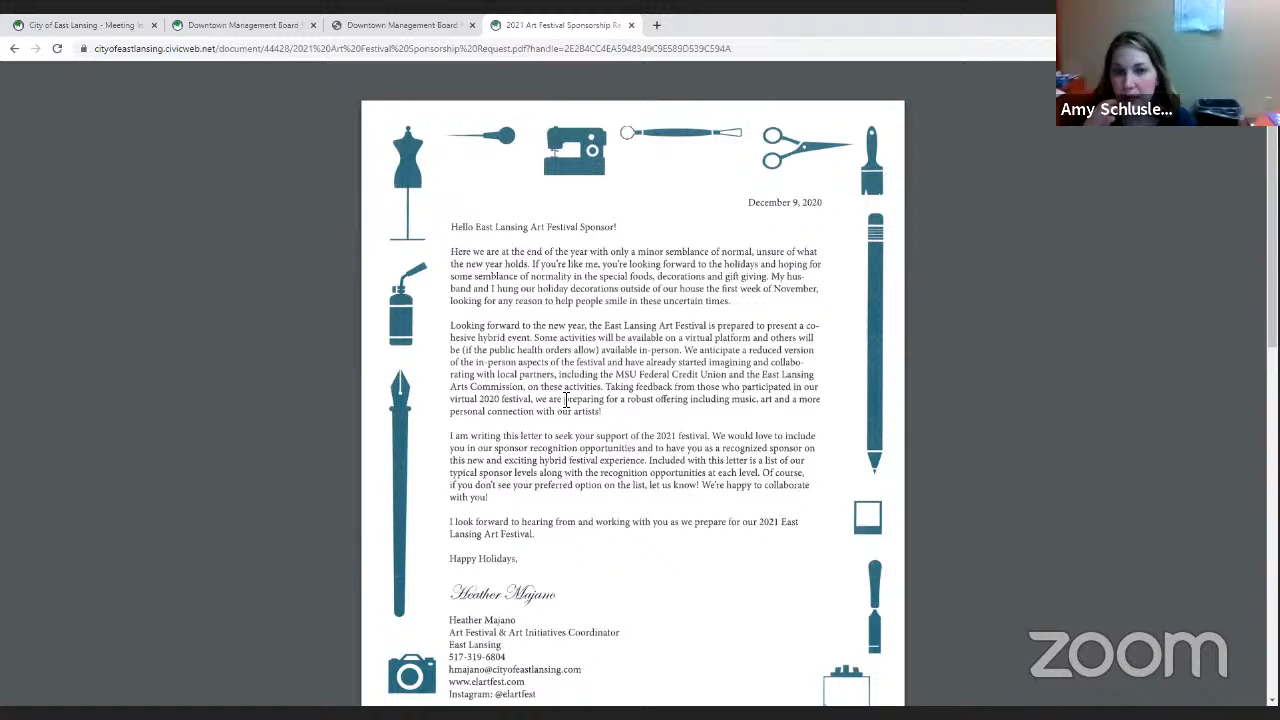 City of East Lansing - Meeting In
Downtown Management Board
Downtown Management Board
2021 Art Festival Sponsorship Re
cityofeastlansing.civicweb.net/document/44428/2021%20Art%20Festival%20Sponsorship%20Request.pdf?handle=2E2B4CC4EA5948349C9E589D539C594A
Amy Schlusle...
December 9, 2020
Hello East Lansing Art Festival Sponsor!
Here we are at the end of the year with only a minor semblance of normal, unsure of what
the new year holds. If you're like me, you're looking forward to the holidays and hoping for
some semblance of normality in the special foods, decorations and gift giving. My hus-
band and I hung our holiday decorations outside of our house the first week of November,
looking for any reason to help people smile in these uncertain times.
Looking forward to the new year, the East Lansing Art Festival is prepared to present a co-
hesive hybrid event. Some activities will be available on a virtual platform and others will
be (if the public health orders allow) available in-person. We anticipate a reduced version
of the in-person aspects of the festival and have already started imagining and collabo-
rating with local partners, including the MSU Federal Credit Union and the East Lansing
Arts Commission, on these activities. Taking feedback from those who participated in our
virtual 2020 festival, we are preparing for a robust offering including music, art and a more
personal connection with our artists!
I am writing this letter to seek your support of the 2021 festival. We would love to include
you in our sponsor recognition opportunities and to have you as a recognized sponsor on
this new and exciting hybrid festival experience. Included with this letter is a list of our
typical sponsor levels along with the recognition opportunities at each level. Of course,
if you don't see your preferred option on the list, let us know! We're happy to collaborate
with you!
I look forward to hearing from and working with you as we prepare for our 2021 East
Lansing Art Festival.
Happy Holidays,
Heather Majano
Heather Majano
Art Festival & Art Initiatives Coordinator
East Lansing
517-319-6804
hmajano@cityofeastlansing.com
www.elartfest.com
Instagram: @elartfest
zoom